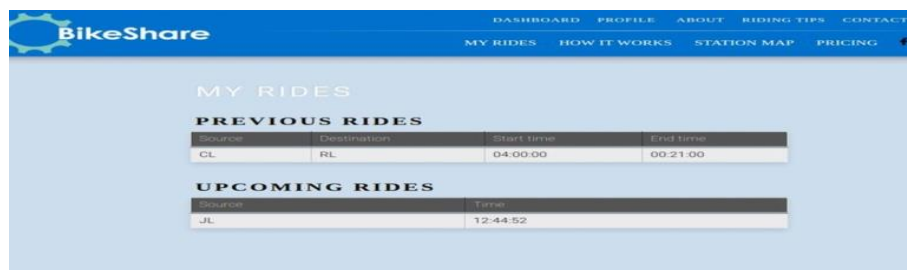 DASHBOARD PROFILE ABOUT RIDING TIPS CONTACT
BikeShare
MY RIDES HOW IT WORKS STATION MAP PRICING
MY RIDES
PREVIOUS RIDES
Source Destination Start time End time
CL RL 04:00:00 00:21:00
UPCOMING RIDES
Source Time
JL 12:44:52